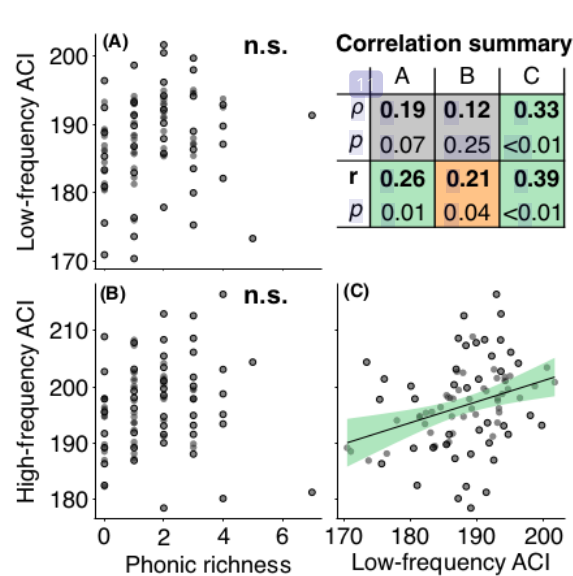 (A)
n.s.
Low-frequency ACI
200
190
180
170
Correlation summary
11
A B C
ρ 0.19 0.12 0.33
p 0.07 0.25 <0.01
r 0.26 0.21 0.39
p 0.01 0.04 <0.01
(B)
n.s.
High-frequency ACI
210
200
190
180
0 2 4 6
Phonic richness
(C)
170 180 190 200
Low-frequency ACI